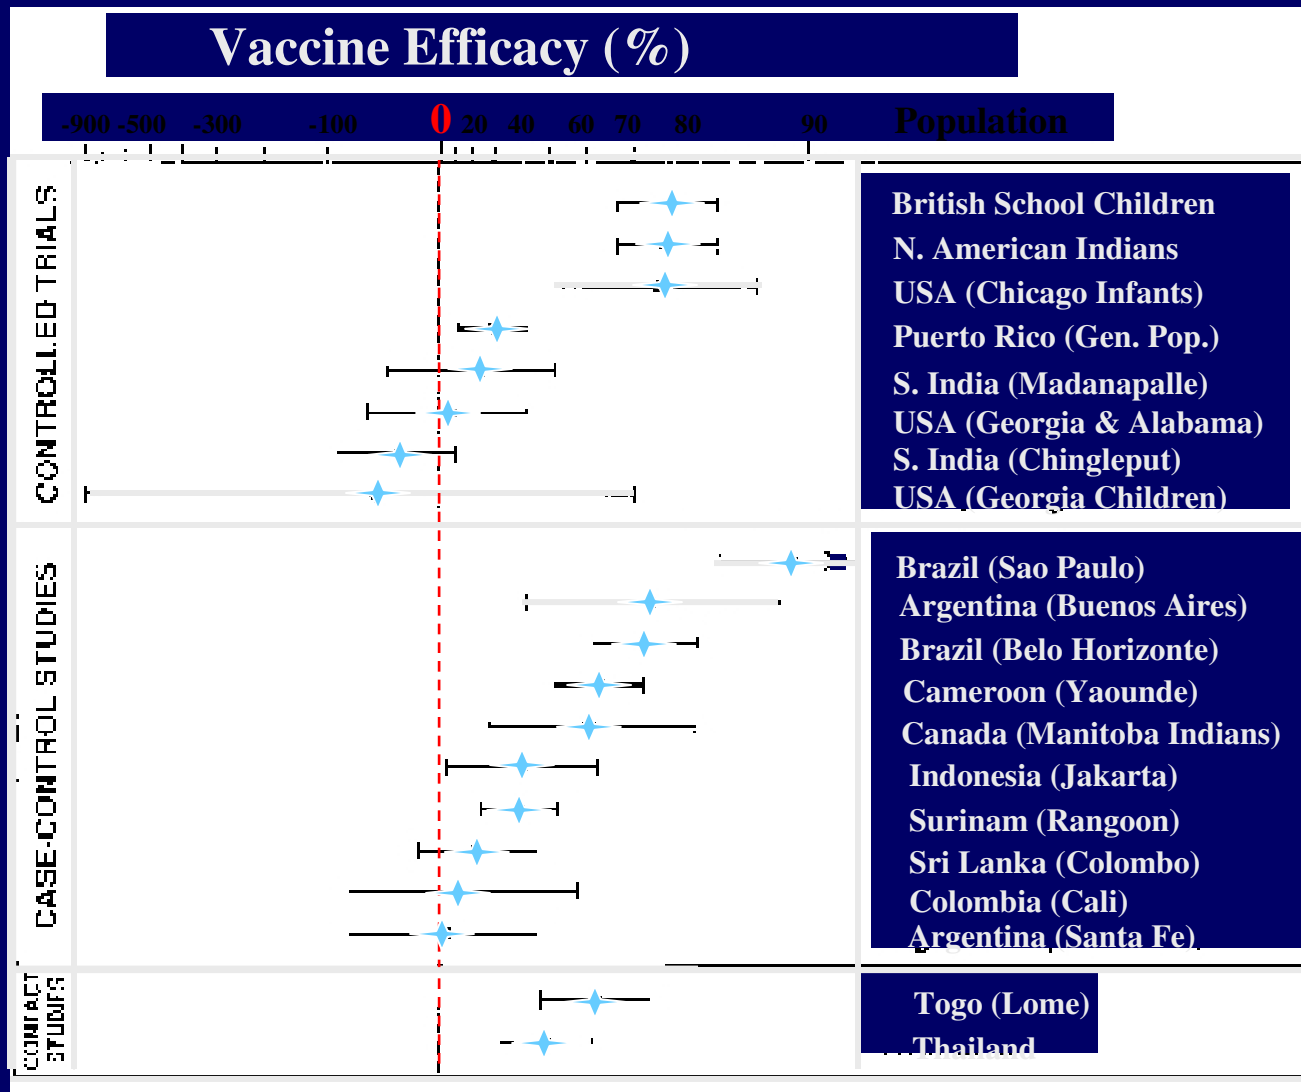 Vaccine Efficacy (%)
-900 -500 -300 -100 0 20 40 60 70 80 90 Population
CONTROLLED TRIALS
British School Children
N. American Indians
USA (Chicago Infants)
Puerto Rico (Gen. Pop.)
S. India (Madanapalle)
USA (Georgia & Alabama)
S. India (Chingleput)
USA (Georgia Children)
CASE-CONTROL STUDIES
Brazil (Sao Paulo)
Argentina (Buenos Aires)
Brazil (Belo Horizonte)
Cameroon (Yaounde)
Canada (Manitoba Indians)
Indonesia (Jakarta)
Surinam (Rangoon)
Sri Lanka (Colombo)
Colombia (Cali)
Argentina (Santa Fe)
CONTACT
STUDIES
Togo (Lome)
Thailand